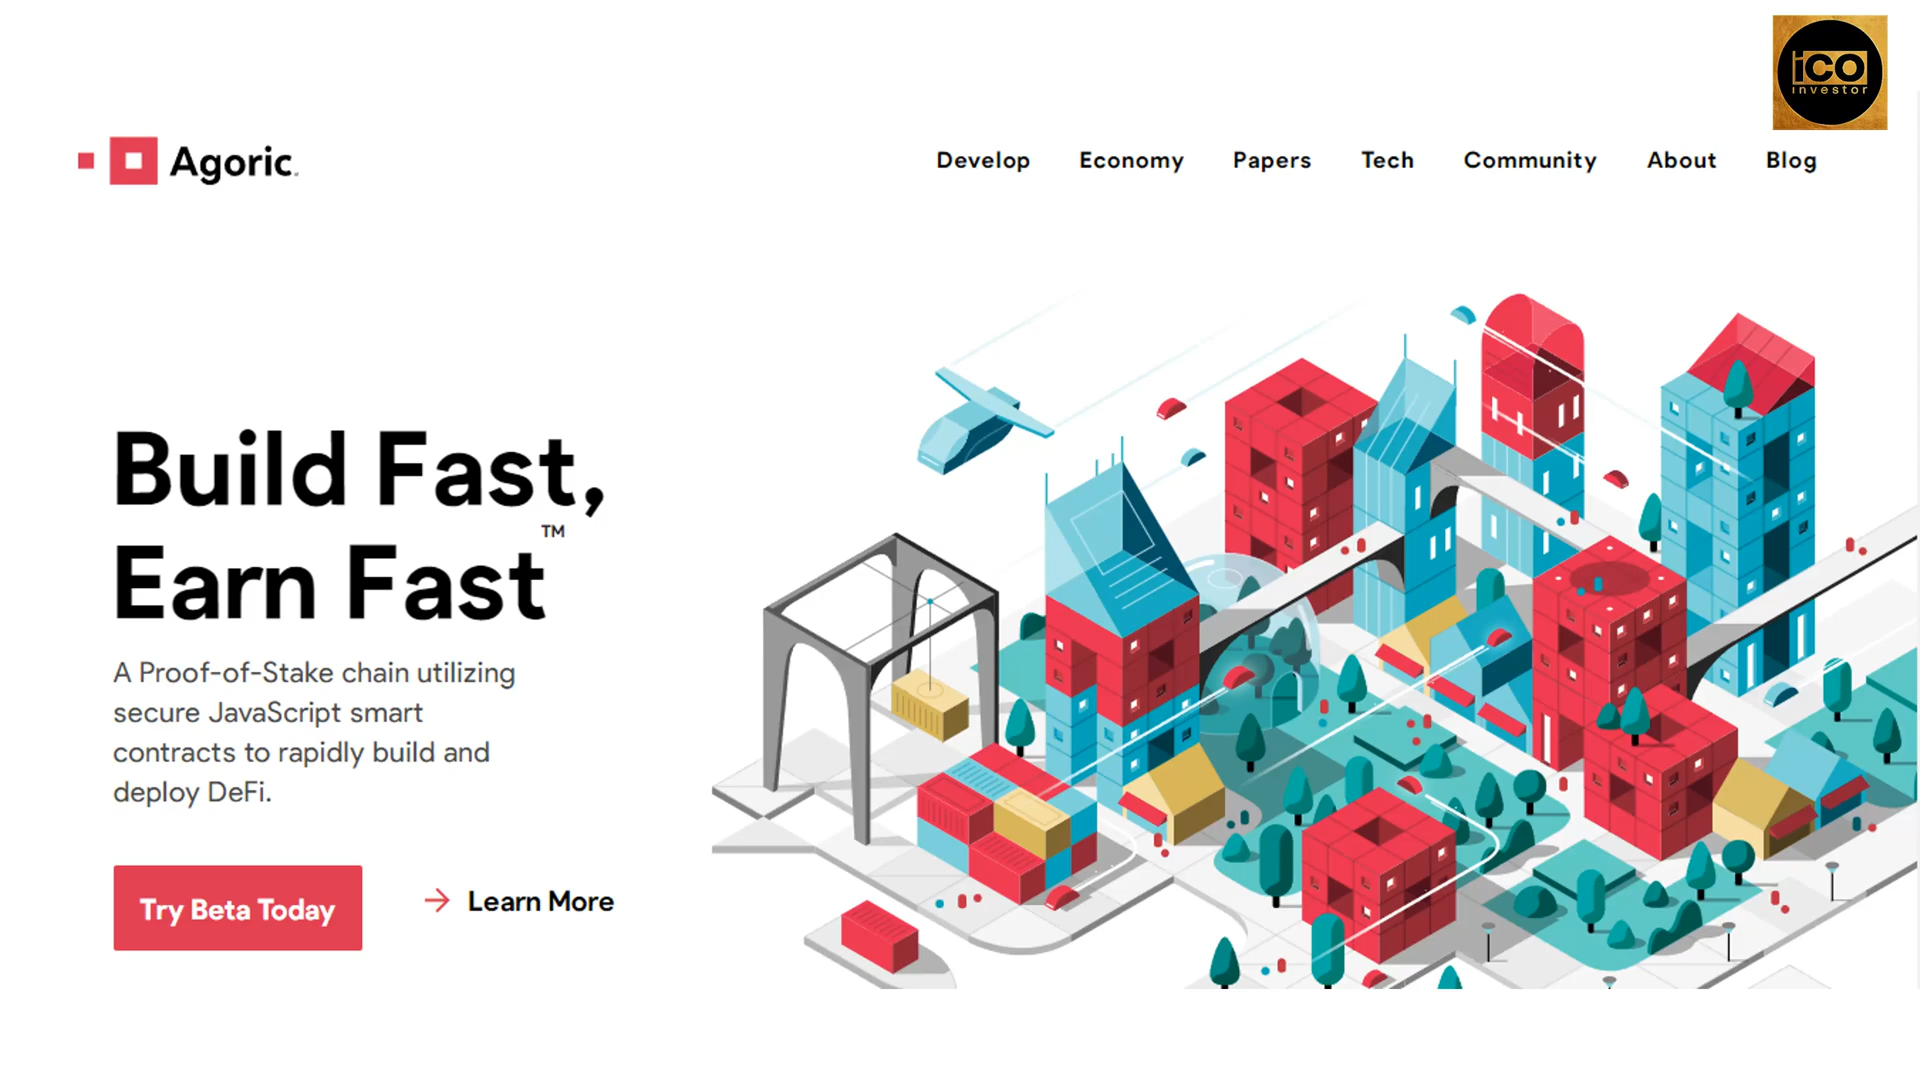 iCO
investor
Agoric
Develop Economy Papers Tech Community About Blog
Build Fast,
Earn Fast™
A Proof-of-Stake chain utilizing
secure JavaScript smart
contracts to rapidly build and
deploy DeFi.
Try Beta Today
→ Learn More